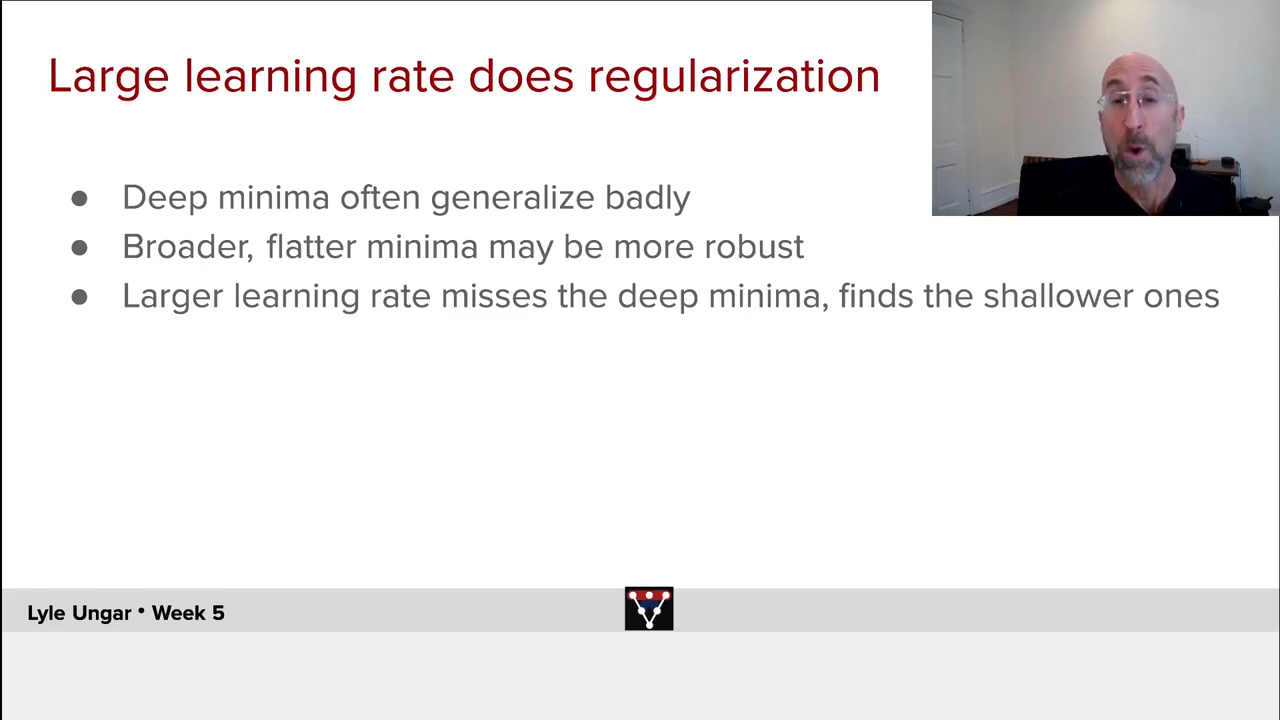 Large learning rate does regularization
● Deep minima often generalize badly
● Broader, flatter minima may be more robust
● Larger learning rate misses the deep minima, finds the shallower ones
Lyle Ungar • Week 5